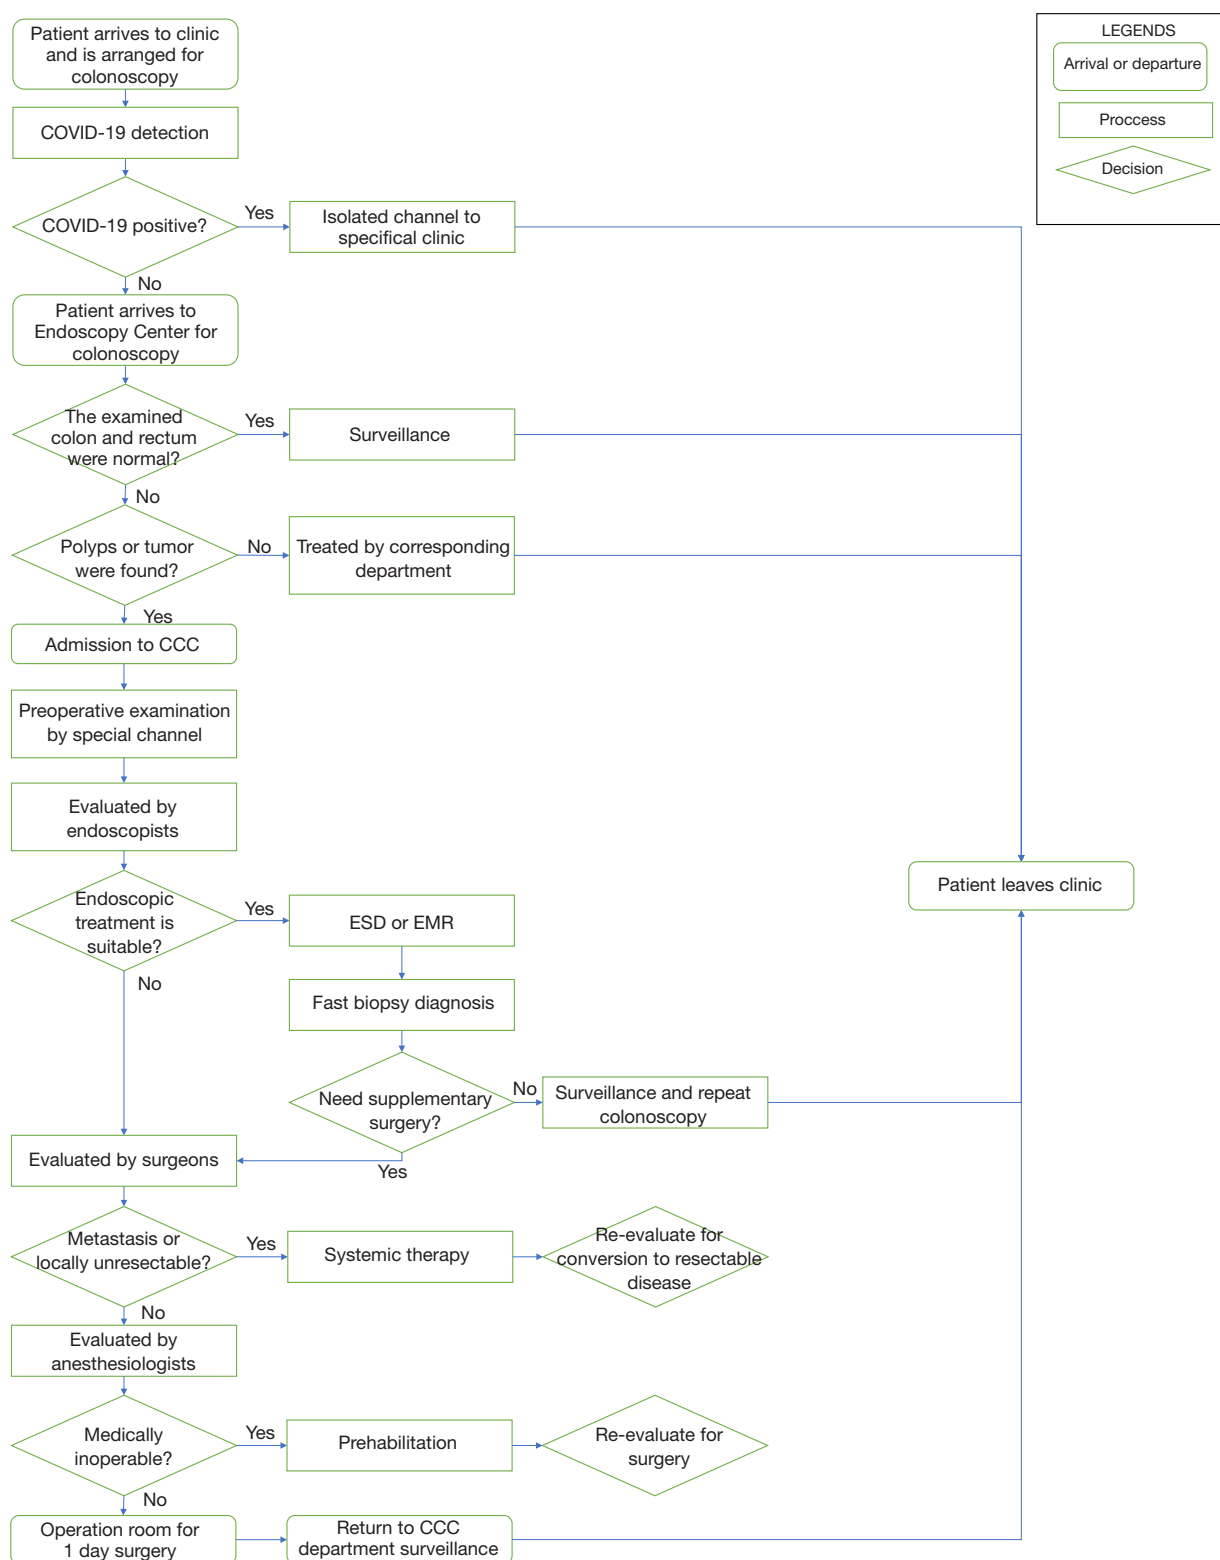 Patient arrives to clinic
and is arranged for
colonoscopy
LEGENDS
Arrival or departure
Proccess
Decision
COVID-19 detection
COVID-19 positive?
Yes
Isolated channel to
specifical clinic
No
Patient arrives to
Endoscopy Center for
colonoscopy
The examined
colon and rectum
were normal?
Yes
Surveillance
No
Polyps or tumor
were found?
No
Treated by corresponding
department
Yes
Admission to CCC
Preoperative examination
by special channel
Evaluated by
endoscopists
Patient leaves clinic
Endoscopic
treatment is
suitable?
Yes
ESD or EMR
No
Fast biopsy diagnosis
Need supplementary
surgery?
No
Surveillance and repeat
colonoscopy
Yes
Evaluated by surgeons
Metastasis or
locally unresectable?
Yes
Systemic therapy
Re-evaluate for
conversion to resectable
disease
No
Evaluated by
anesthesiologists
Medically
inoperable?
Yes
Prehabilitation
Re-evaluate for
surgery
No
Operation room for
1 day surgery
Return to CCC
department surveillance